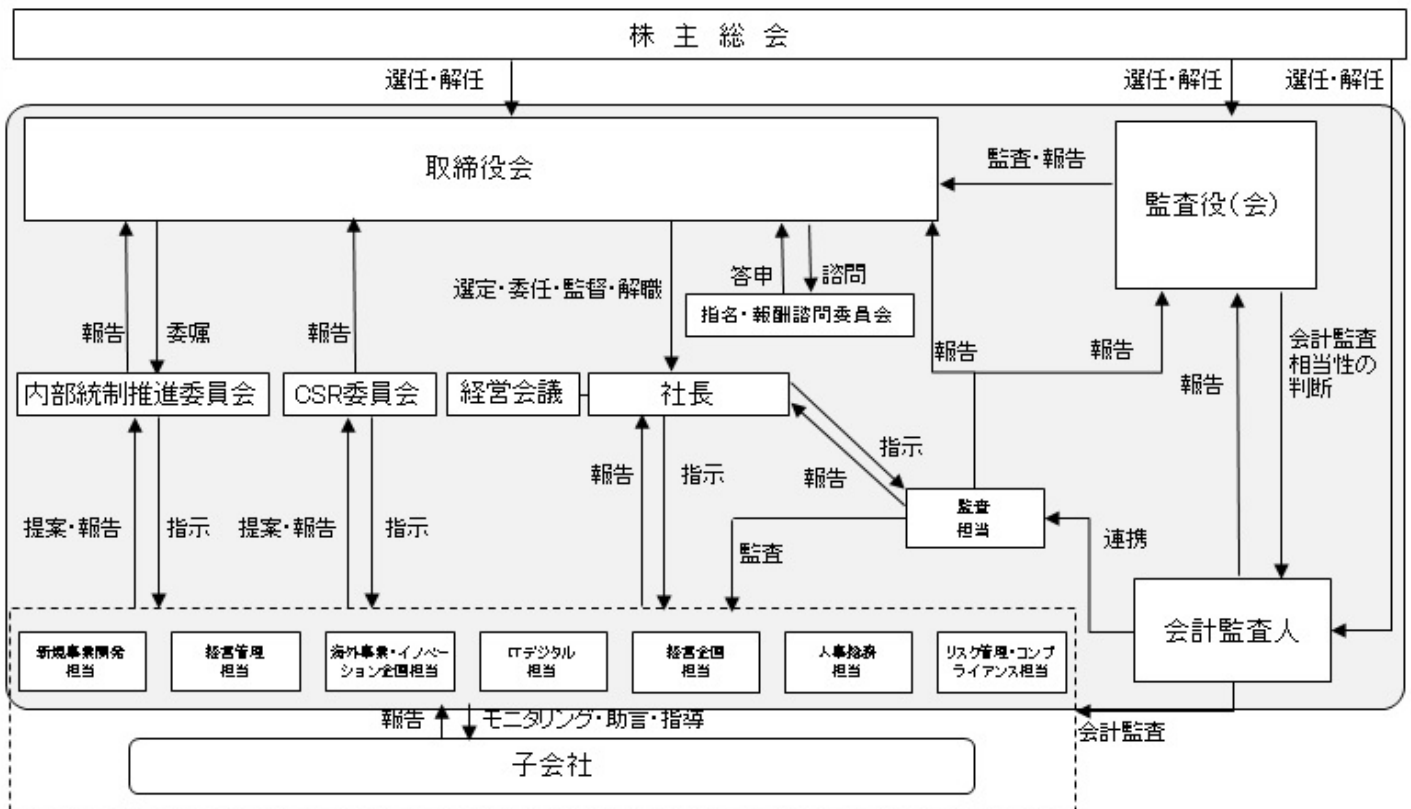 株主総会
選任・解任
選任・解任
選任・解任
取締役会
監査・報告
監査役(会)
報告
委嘱
報告
選定・委任・監督・解職
答申
諮問
指名・報酬諮問委員会
報告
報告
報告
会計監査
相当性の
判断
内部統制推進委員会
CSR委員会
経営会議
社長
提案・報告
指示
提案・報告
指示
報告
指示
報告
指示
監査
担当
監査
連携
会計監査人
新規事業開発
担当
経営管理
担当
海外事業・イノベー
ション企画担当
ITデジタル
担当
経営企画
担当
人事総務
担当
リスク管理・コンプ
ライアンス担当
報告
モニタリング・助言・指導
会計監査
子会社